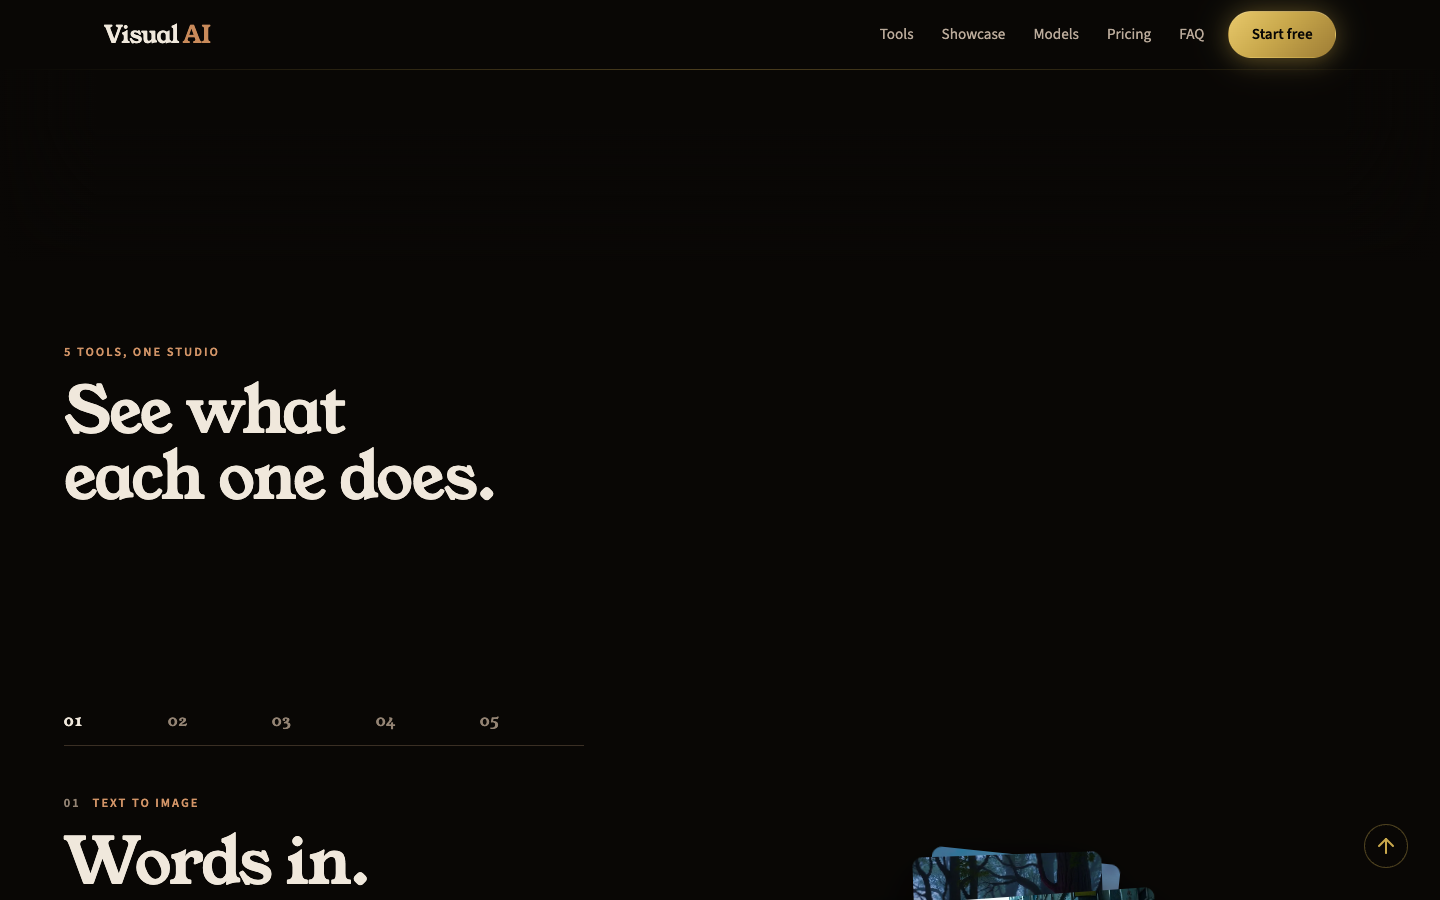 Visual AI
Tools
Showcase
Models
Pricing
FAQ
Start free
5 TOOLS, ONE STUDIO
See what
each one does.
01
02
03
04
05
01 TEXT TO IMAGE
Words in.